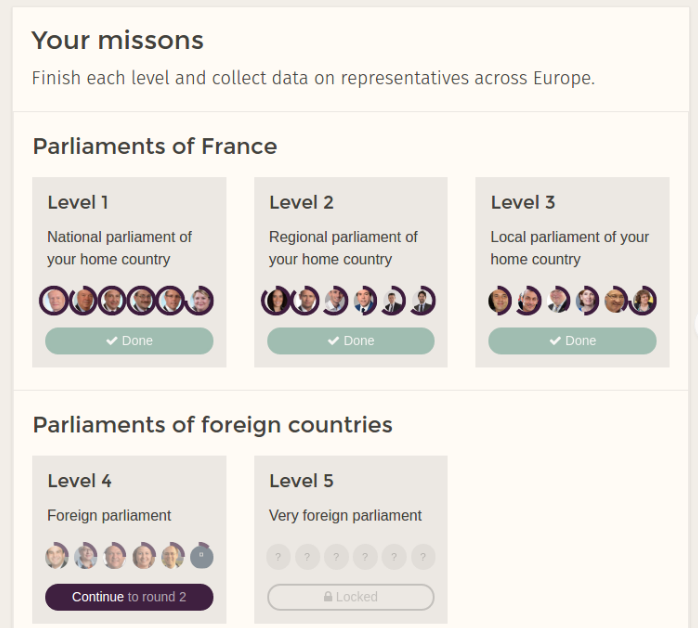 Your missons
Finish each level and collect data on representatives across Europe.
Parliaments of France
Level 1
National parliament of
your home country
Done
Level 2
Regional parliament of
your home country
Done
Level 3
Local parliament of your
home country
Done
Parliaments of foreign countries
Level 4
Foreign parliament
Continue to round 2
Level 5
Very foreign parliament
? ? ? ? ? ?
Locked